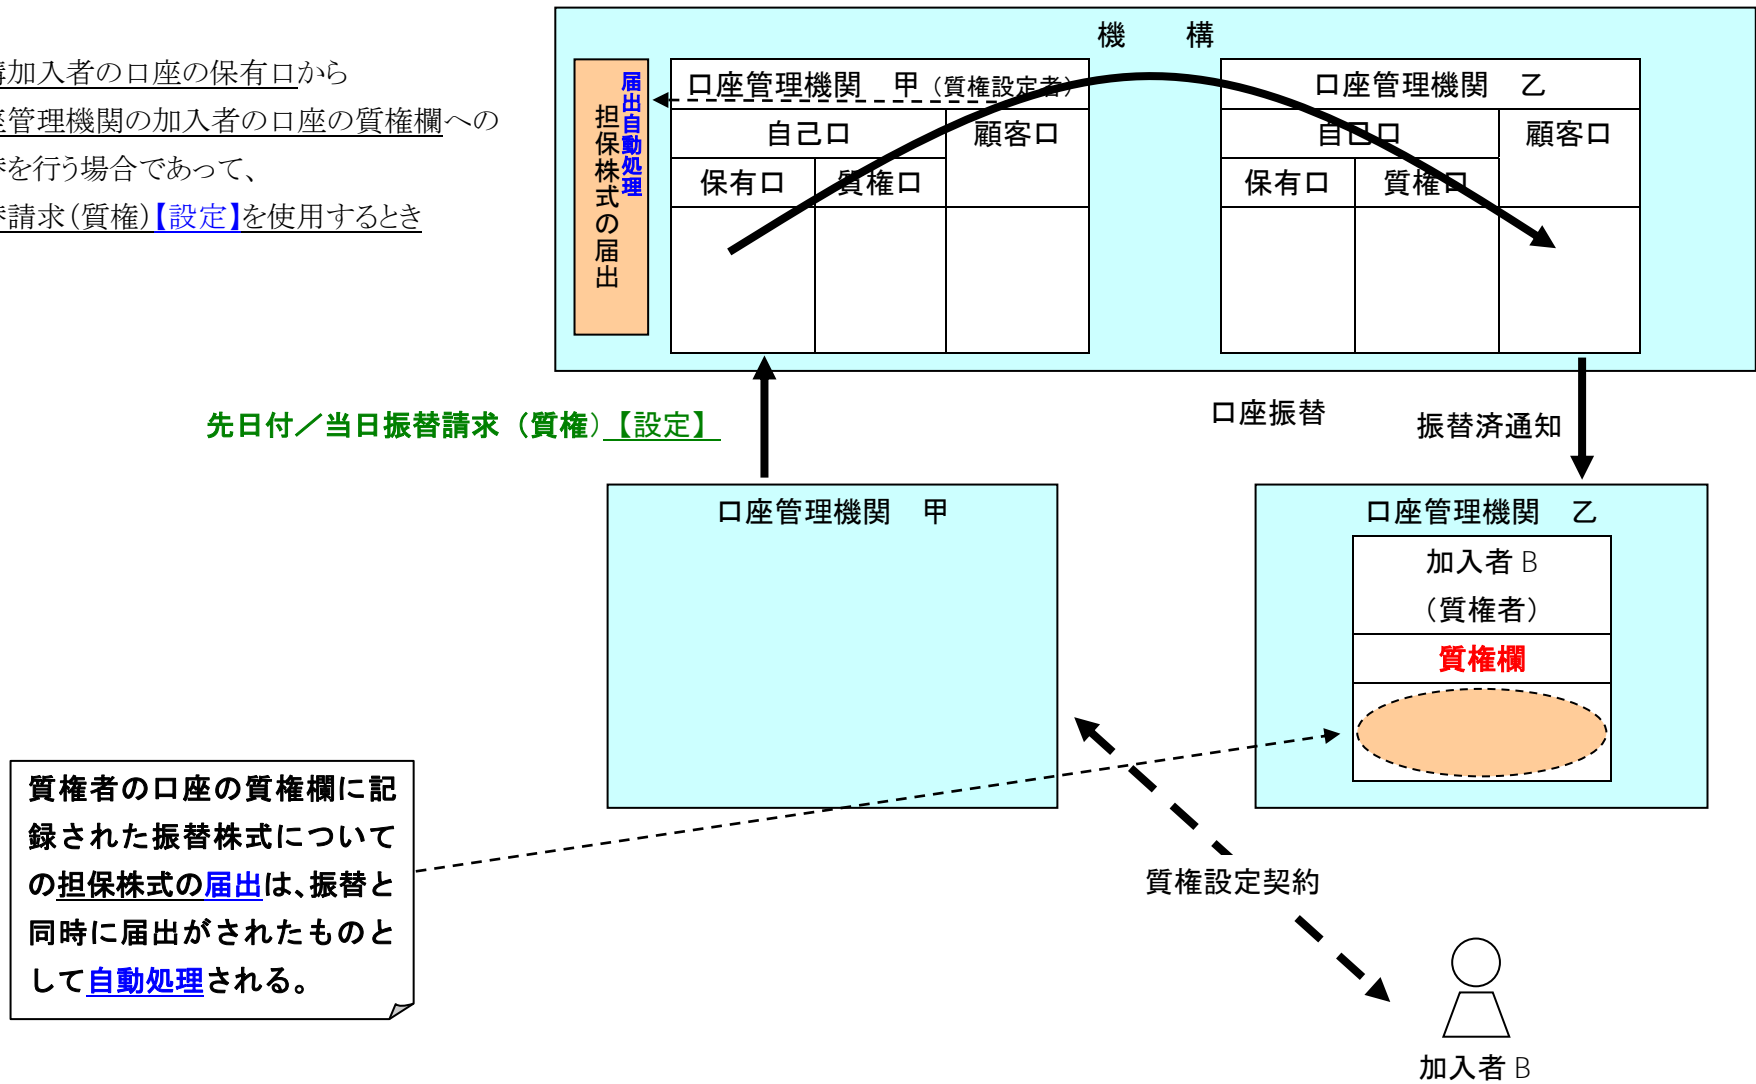 加入者の口座の保有口から
管理機関の加入者の口座の質権欄への
を行う場合であって、
請求（質権）【設定】を使用するとき
機　　構
届出自動処理
担保株式の届出
口座管理機関　甲（質権設定者）
自己口
顧客口
保有口
質権口
口座管理機関　乙
自己口
顧客口
保有口
質権口
先日付／当日振替請求（質権）【設定】
口座振替
振替済通知
口座管理機関　甲
口座管理機関　乙
加入者 B
（質権者）
質権欄
質権者の口座の質権欄に記
録された振替株式について
の担保株式の届出は、振替と
同時に届出がされたものと
して自動処理される。
質権設定契約
加入者 B